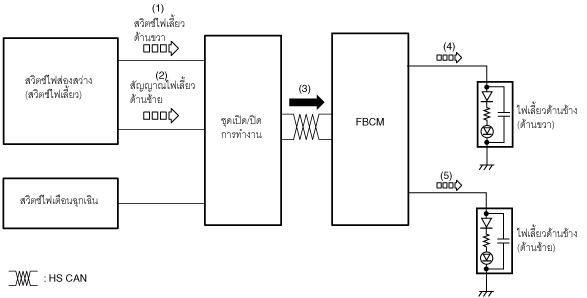 (1)
สวิตช์ไฟเลี้ยว
ด้านขวา
(2)
สัญญาณไฟเลี้ยว
ด้านซ้าย
สวิตช์ไฟส่องสว่าง
(สวิตช์ไฟเลี้ยว)
สวิตช์ไฟเตือนฉุกเฉิน
ชุดเปิด/ปิด
การทำงาน
(3)
FBCM
(4)
ไฟเลี้ยวด้านข้าง
(ด้านขวา)
(5)
ไฟเลี้ยวด้านข้าง
(ด้านซ้าย)
: HS CAN